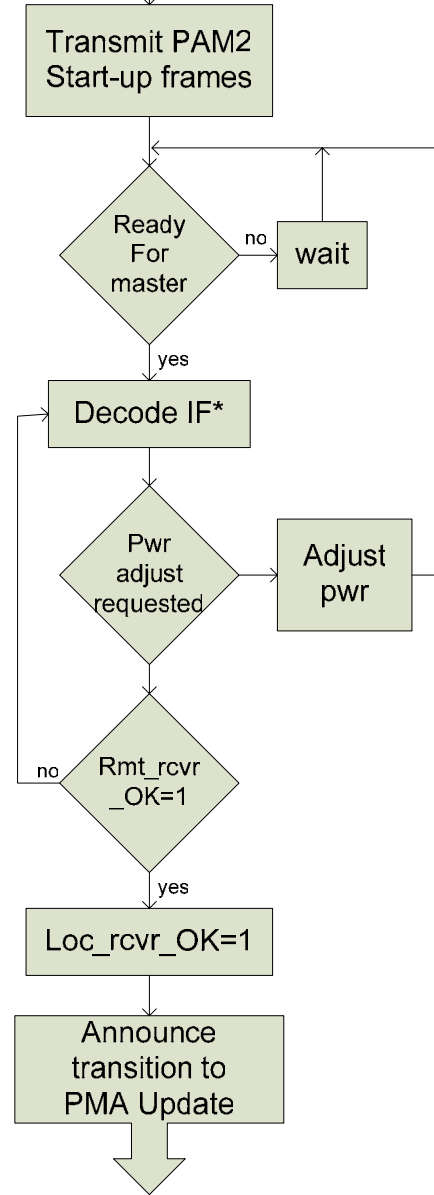 Transmit PAM2
Start-up frames
Ready
For
master
no
wait
yes
Decode IF*
Pwr
adjust
requested
Adjust
pwr
Rmt_rcvr
_OK=1
no
yes
Loc_rcvr_OK=1
Announce
transition to
PMA Update